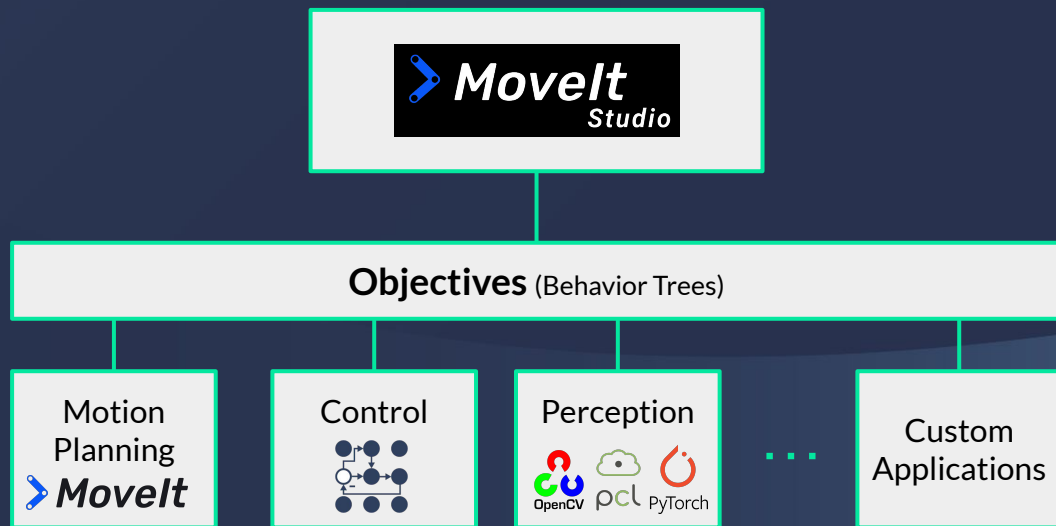 MoveIt
Studio
Objectives (Behavior Trees)
Motion
Planning
MoveIt
Control
Perception
OpenCV
pcl
PyTorch
...
Custom
Applications